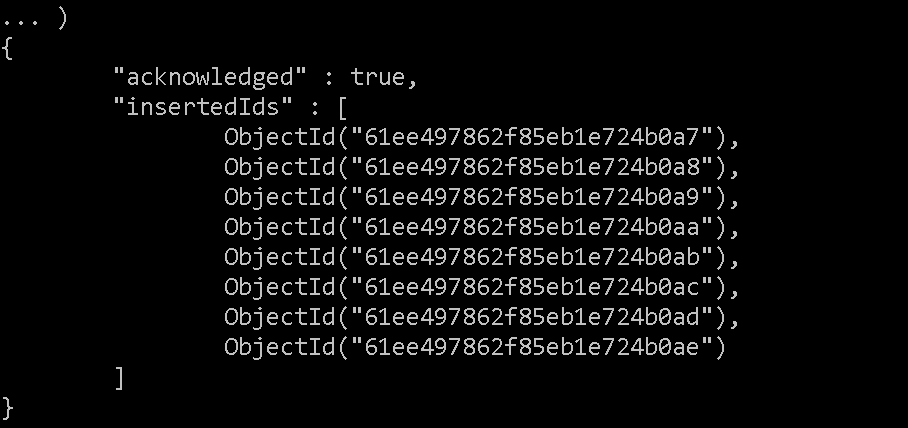 ... )
{
        "acknowledged" : true,
        "insertedIds" : [
                ObjectId("61ee497862f85eb1e724b0a7"),
                ObjectId("61ee497862f85eb1e724b0a8"),
                ObjectId("61ee497862f85eb1e724b0a9"),
                ObjectId("61ee497862f85eb1e724b0aa"),
                ObjectId("61ee497862f85eb1e724b0ab"),
                ObjectId("61ee497862f85eb1e724b0ac"),
                ObjectId("61ee497862f85eb1e724b0ad"),
                ObjectId("61ee497862f85eb1e724b0ae")
        ]
}